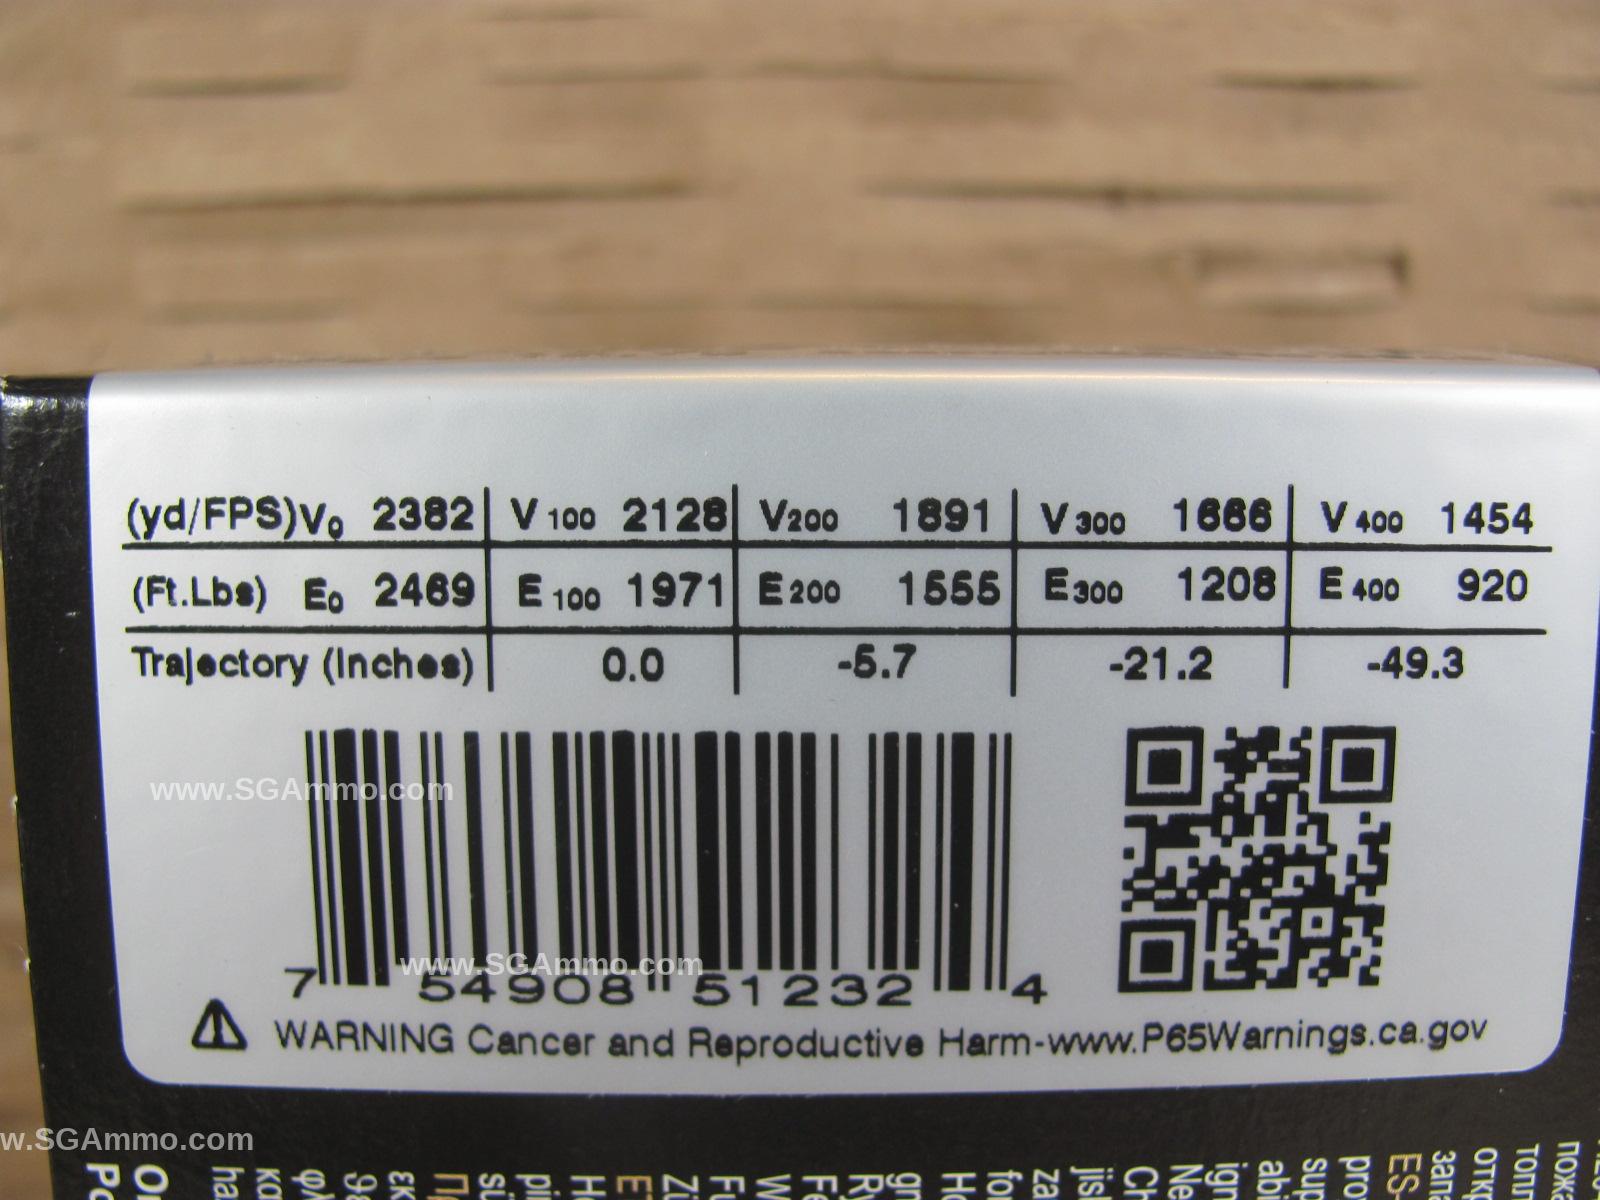 (yd/FPS)V0 2382 V100 2128 V200 1891 V300 1666 V400 1454
(Ft.Lbs) E0 2469 E100 1971 E200 1555 E300 1208 E400 920
Trajectory (Inches) 0.0 -5.7 -21.2 -49.3
www.SGAmmo.com
www.SGAmmo.com
7 54908 51232 4
WARNING Cancer and Reproductive Harm-www.P65Warnings.ca.gov
w.SGAmmo.com